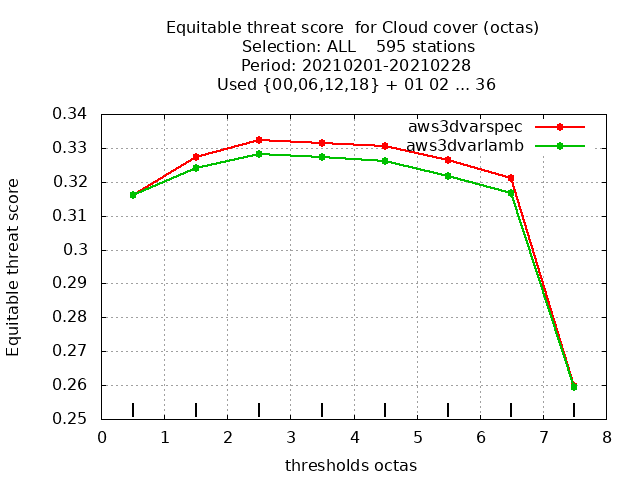 Equitable threat score  for Cloud cover (octas)
Selection: ALL    595 stations
Period: 20210201-20210228
Used {00,06,12,18} + 01 02 ... 36
aws3dvarspec
aws3dvarlamb
Equitable threat score
0.34
0.33
0.32
0.31
0.3
0.29
0.28
0.27
0.26
0.25
0 1 2 3 4 5 6 7 8
thresholds octas